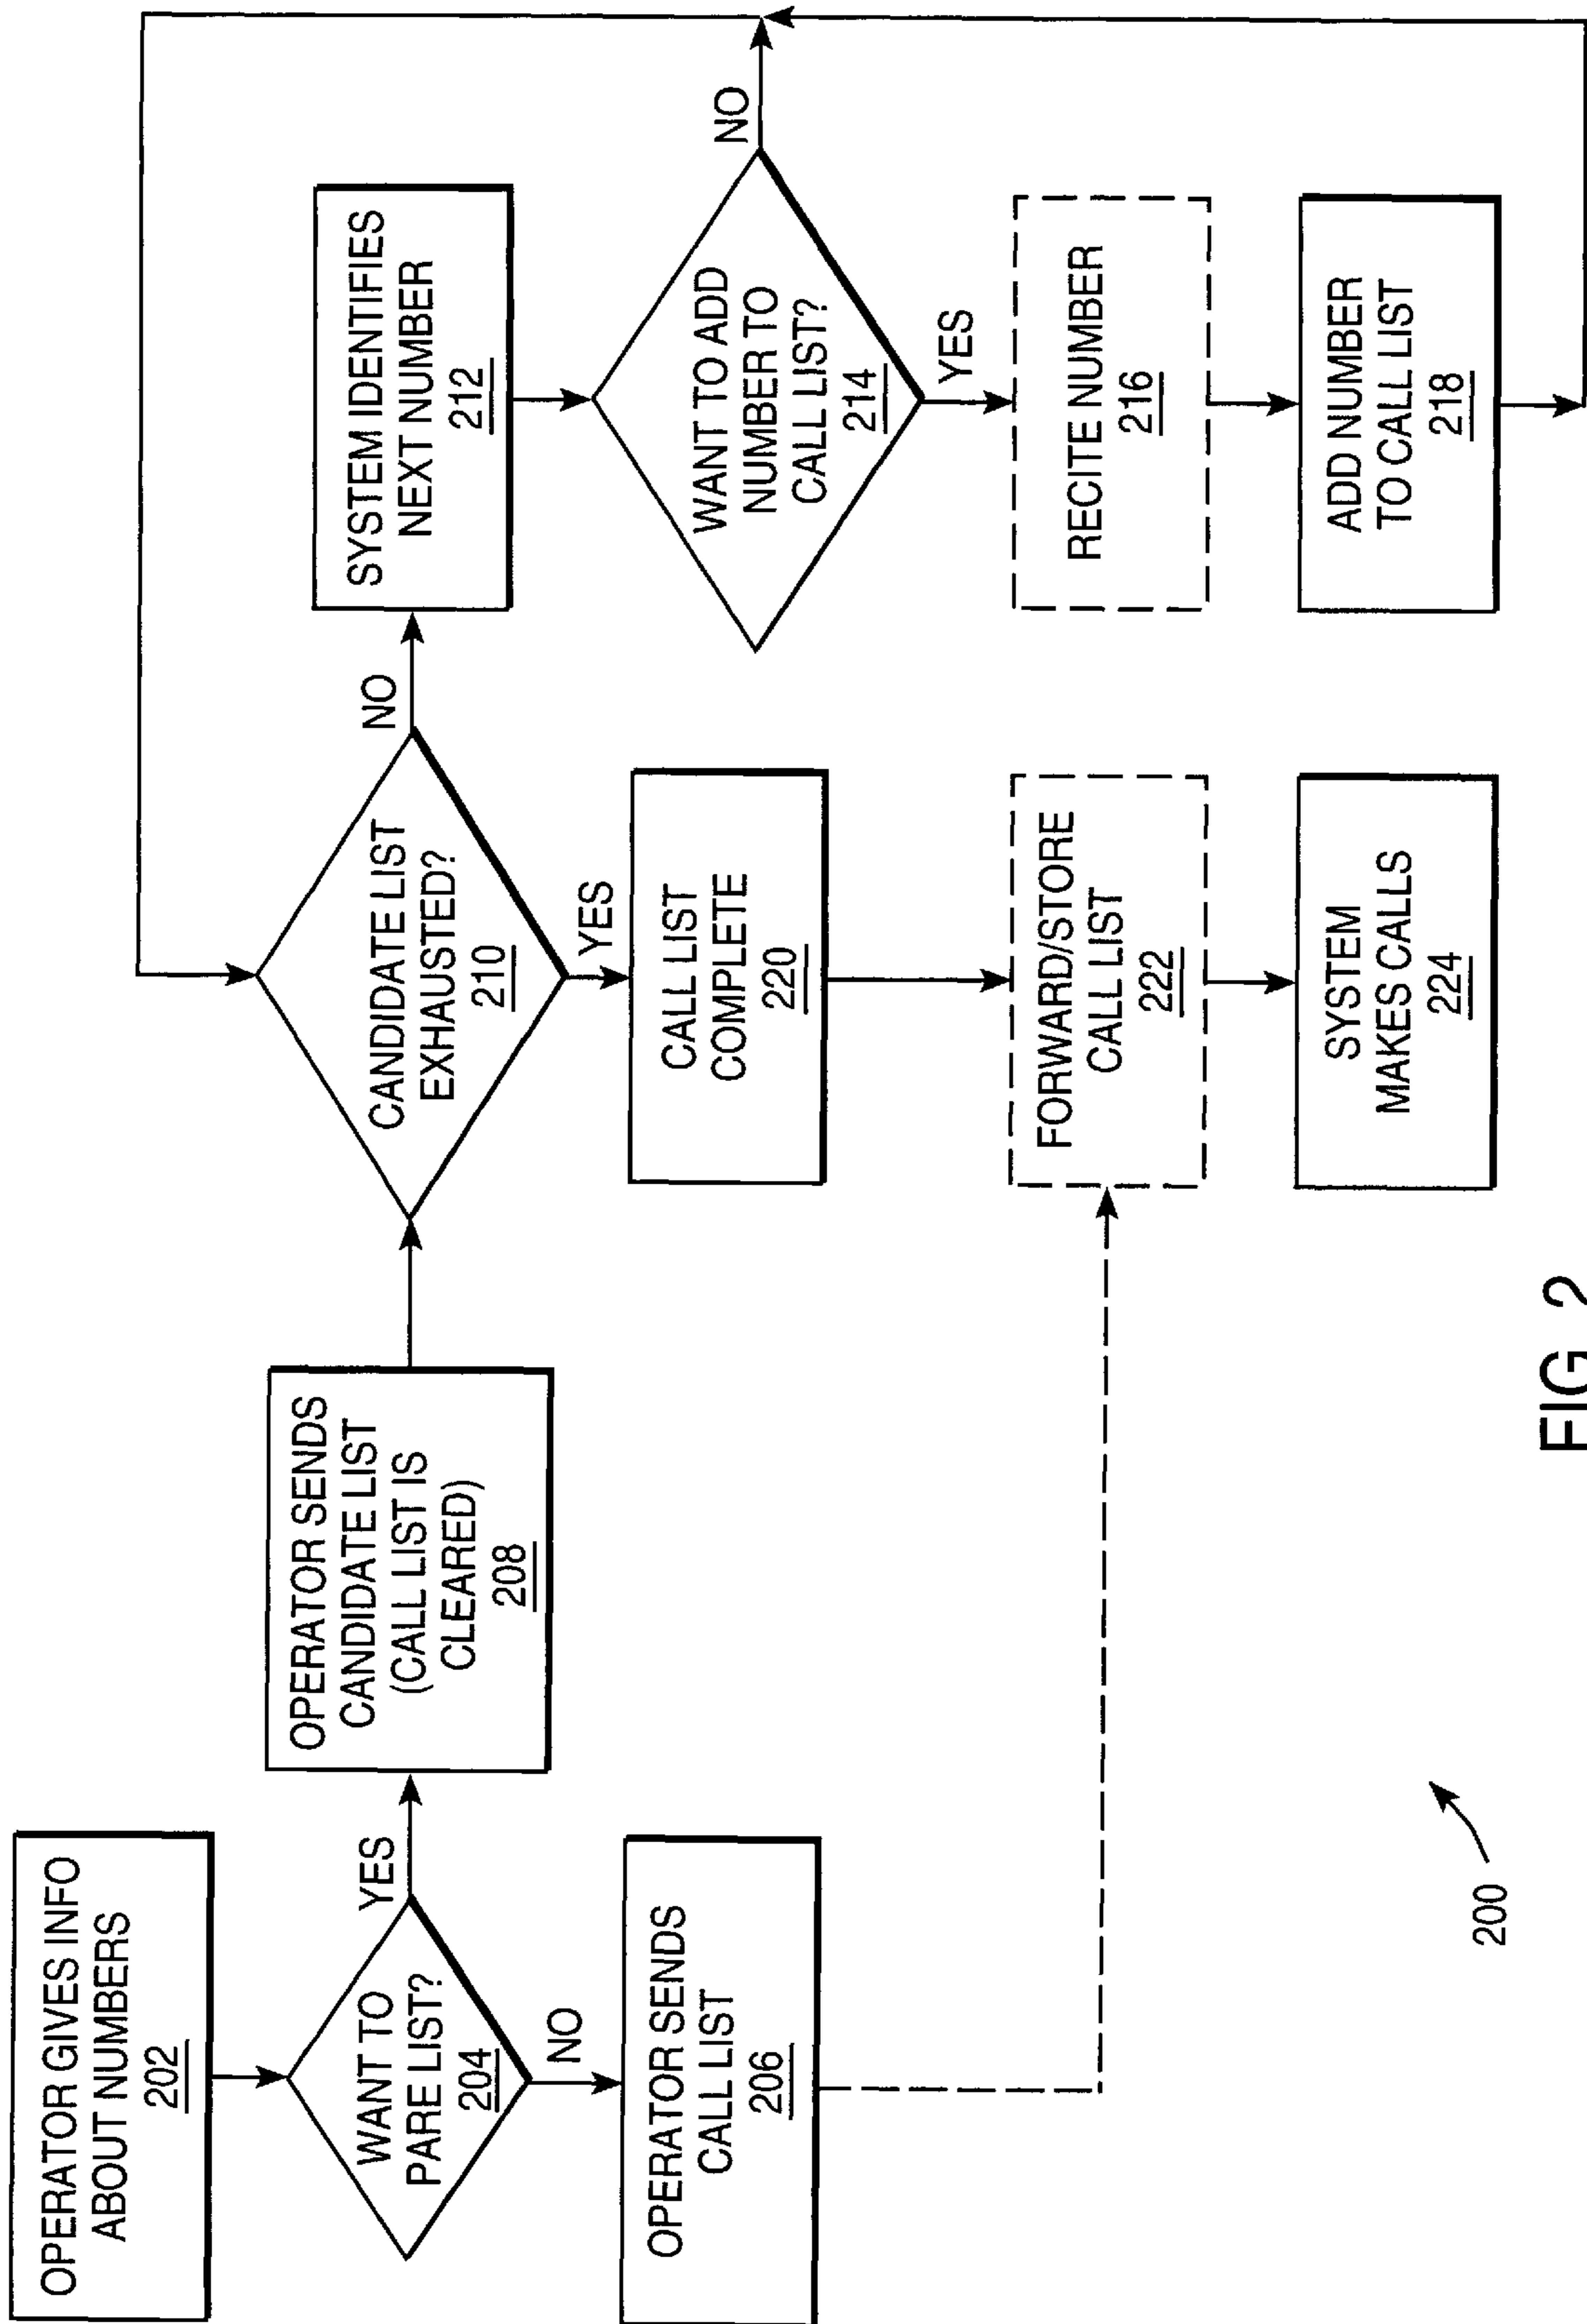 OPERATOR GIVES INFO
ABOUT NUMBERS
202
WANT TO
PARE LIST?
204
YES
NO
OPERATOR SENDS
CALL LIST
206
OPERATOR SENDS
CANDIDATE LIST
(CALL LIST IS
CLEARED)
208
CANDIDATE LIST
EXHAUSTED?
210
NO
YES
SYSTEM IDENTIFIES
NEXT NUMBER
212
WANT TO ADD
NUMBER TO
CALL LIST?
214
NO
YES
RECITE NUMBER
216
ADD NUMBER
TO CALL LIST
218
CALL LIST
COMPLETE
220
FORWARD/STORE
CALL LIST
222
SYSTEM
MAKES CALLS
224
200
FIG. 2